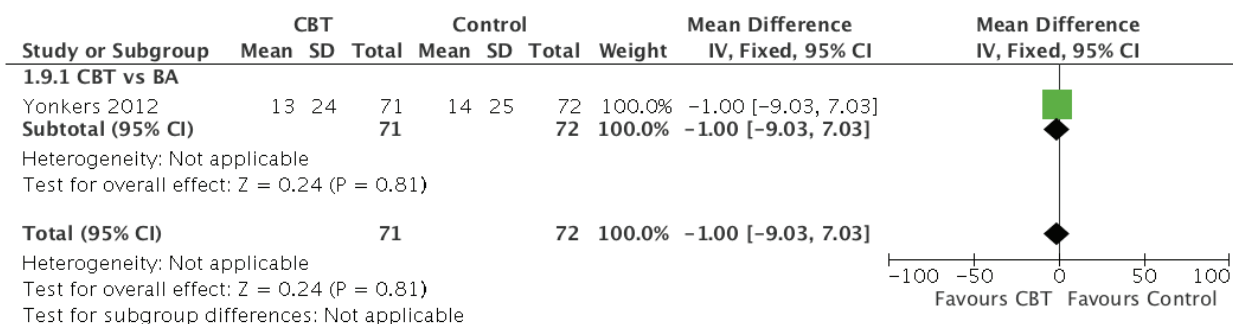 CBT Control Mean Difference Mean Difference
Study or Subgroup Mean SD Total Mean SD Total Weight IV, Fixed, 95% CI IV, Fixed, 95% CI
1.9.1 CBT vs BA
Yonkers 2012 13 24 71 14 25 72 100.0% −1.00 [−9.03, 7.03]
Subtotal (95% CI) 71 72 100.0% −1.00 [−9.03, 7.03]
Heterogeneity: Not applicable
Test for overall effect: Z = 0.24 (P = 0.81)
Total (95% CI) 71 72 100.0% −1.00 [−9.03, 7.03]
Heterogeneity: Not applicable
Test for overall effect: Z = 0.24 (P = 0.81)
Test for subgroup differences: Not applicable
−100 −50 0 50 100
Favours CBT Favours Control